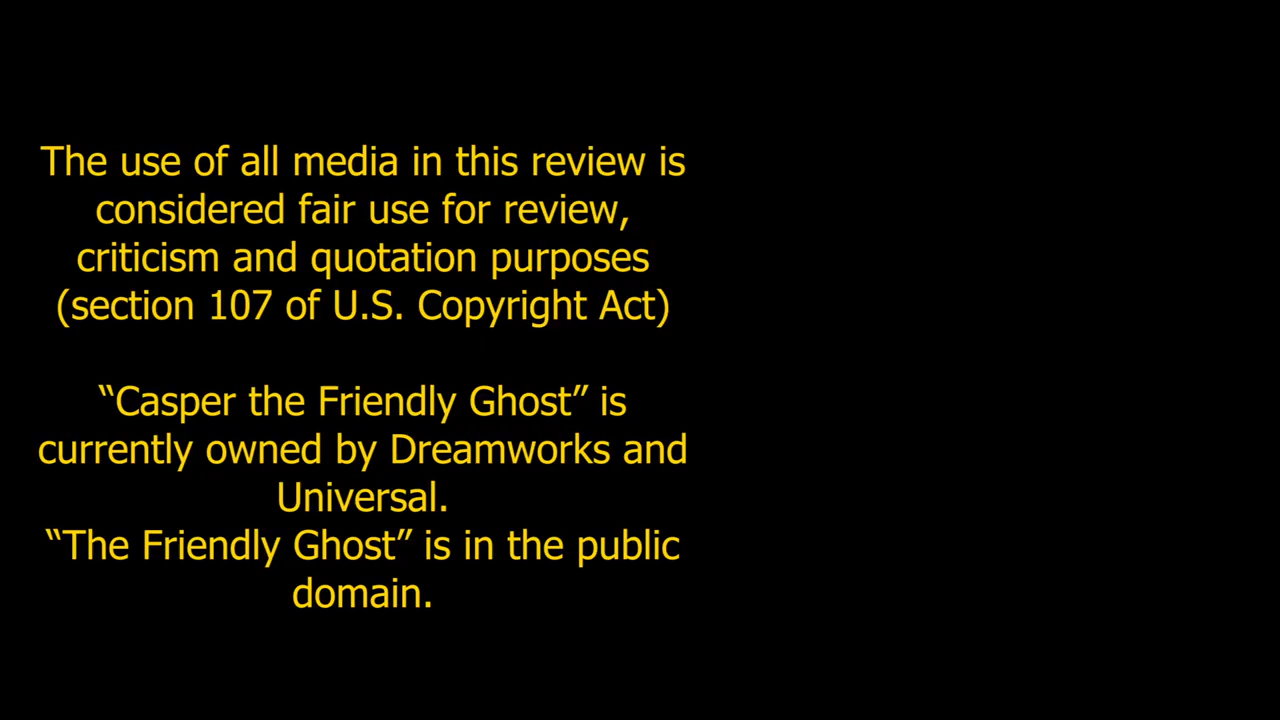 The use of all media in this review is
considered fair use for review,
criticism and quotation purposes
(section 107 of U.S. Copyright Act)
“Casper the Friendly Ghost” is
currently owned by Dreamworks and
Universal.
“The Friendly Ghost” is in the public
domain.